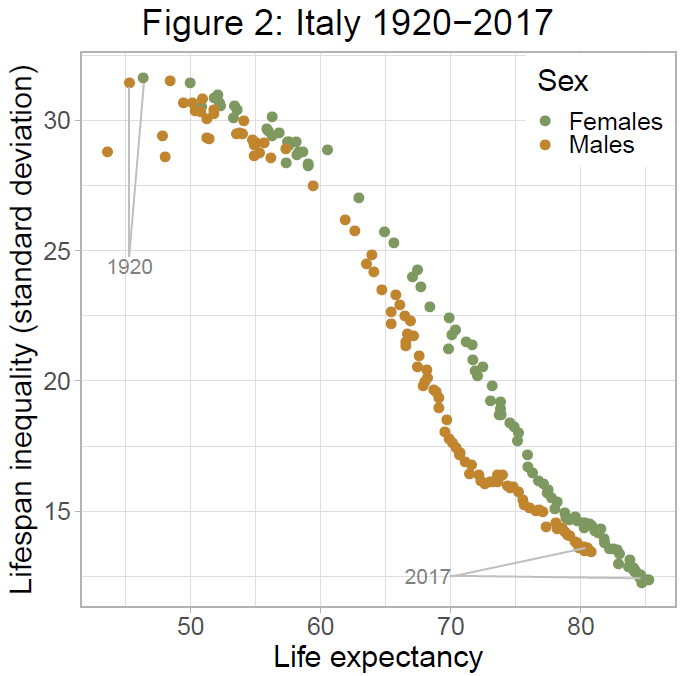 Figure 2: Italy 1920−2017
Sex
Females
Males
Lifespan inequality (standard deviation)
30
25
20
15
1920
2017
50
60
70
80
Life expectancy